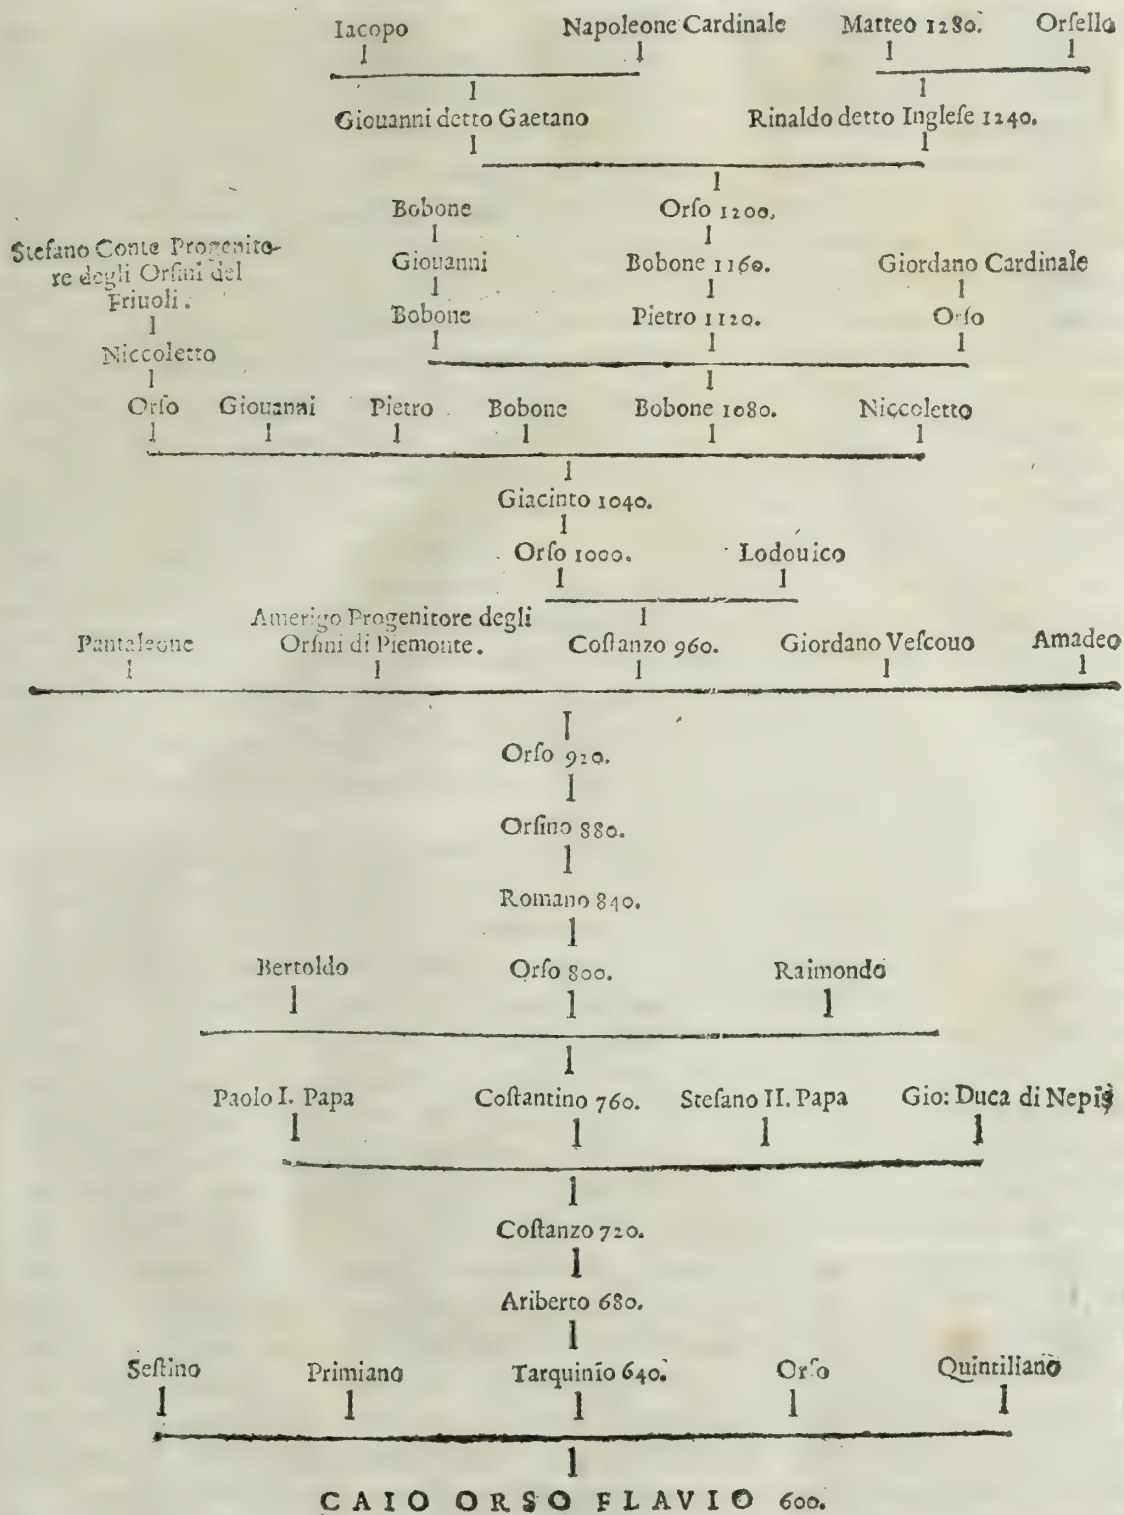 Iacopo Napoleone Cardinale Matteo 1280. Orſello
Giouanni detto Gaetano Rinaldo detto Ingleſe 1240.
Bobone Orſo 1200.
Stefano Conte Progenito-
re degli Orſini del
Friuoli.
Giouanni Bobone 1160. Giordano Cardinale
Bobone Pietro 1120. Orſo
Niccoletto
Orſo Giouanni Pietro Bobone Bobone 1080. Niccoletto
Giacinto 1040.
Orſo 1000. Lodouico
Amerigo Progenitore degli
Orſini di Piemonte.
Pantaleone Coſtanzo 960. Giordano Veſcouo Amadeo
Orſo 920.
Orſino 880.
Romano 840.
Bertoldo Orſo 800. Raimondo
Paolo I. Papa Coſtantino 760. Stefano II. Papa Gio: Duca di Nepis
Coſtanzo 720.
Ariberto 680.
Seſtino Primiano Tarquinio 640. Orſo Quintiliano
CAIO ORSO FLAVIO 600.